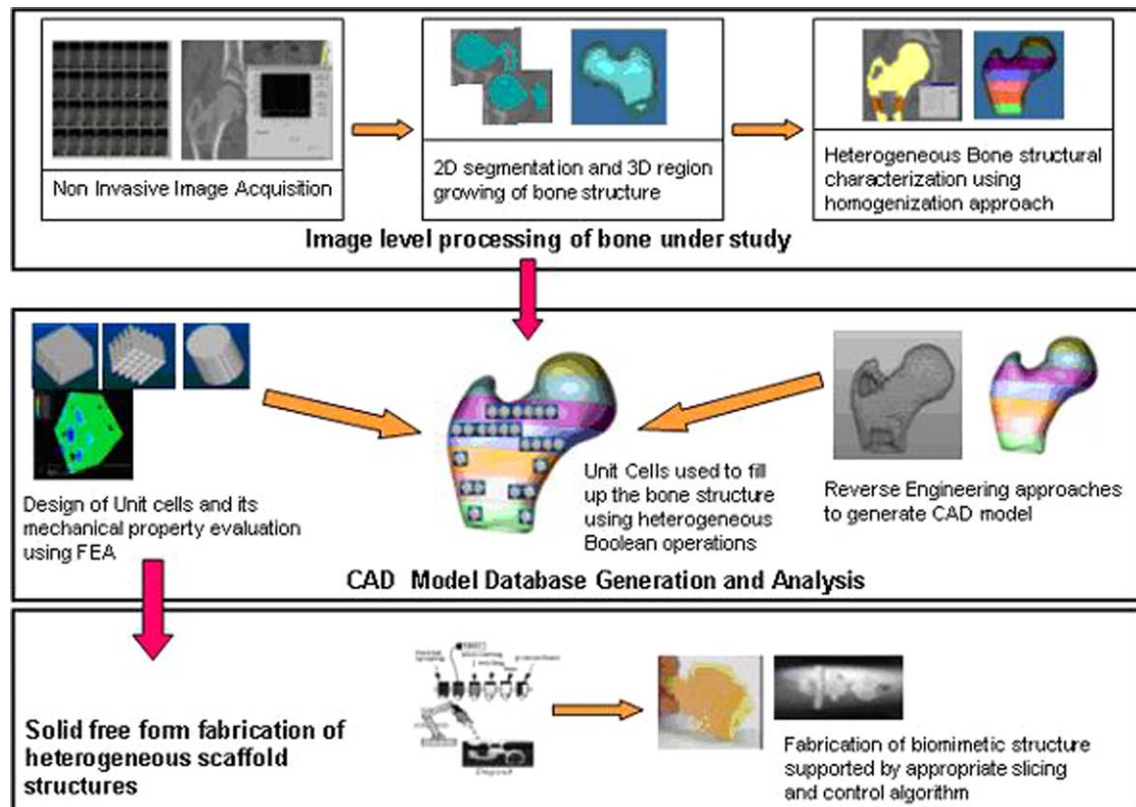 Non Invasive Image Acquisition
2D segmentation and 3D region
growing of bone structure
Heterogeneous Bone structural
characterization using
homogenization approach
Image level processing of bone under study
Design of Unit cells and its
mechanical property evaluation
using FEA
Unit Cells used to fill
up the bone structure
using heterogeneous
Boolean operations
Reverse Engineering approaches
to generate CAD model
CAD Model Database Generation and Analysis
Solid free form fabrication of
heterogeneous scaffold
structures
Fabrication of biomimetic structure
supported by appropriate slicing
and control algorithm